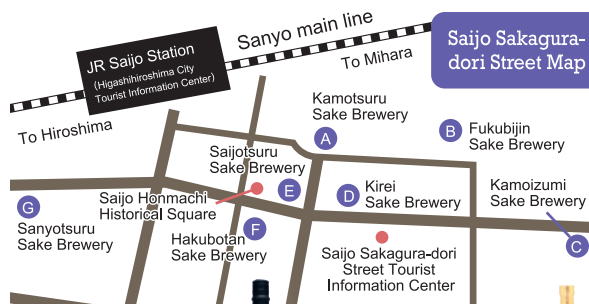 Sanyo main line
Saijo Sakagura-
dori Street Map
JR Saijo Station
(Higashihiroshima City
Tourist Information Center)
To Mihara
To Hiroshima
Kamotsuru
Sake Brewery
A
B
Fukubijin
Sake Brewery
Saijotsuru
Sake Brewery
E
D
Kirei
Sake Brewery
Kamoizumi
Sake Brewery
C
Saijo Honmachi
Historical Square
G
Sanyotsuru
Sake Brewery
F
Hakubotan
Sake Brewery
Saijo Sakagura-dori
Street Tourist
Information Center